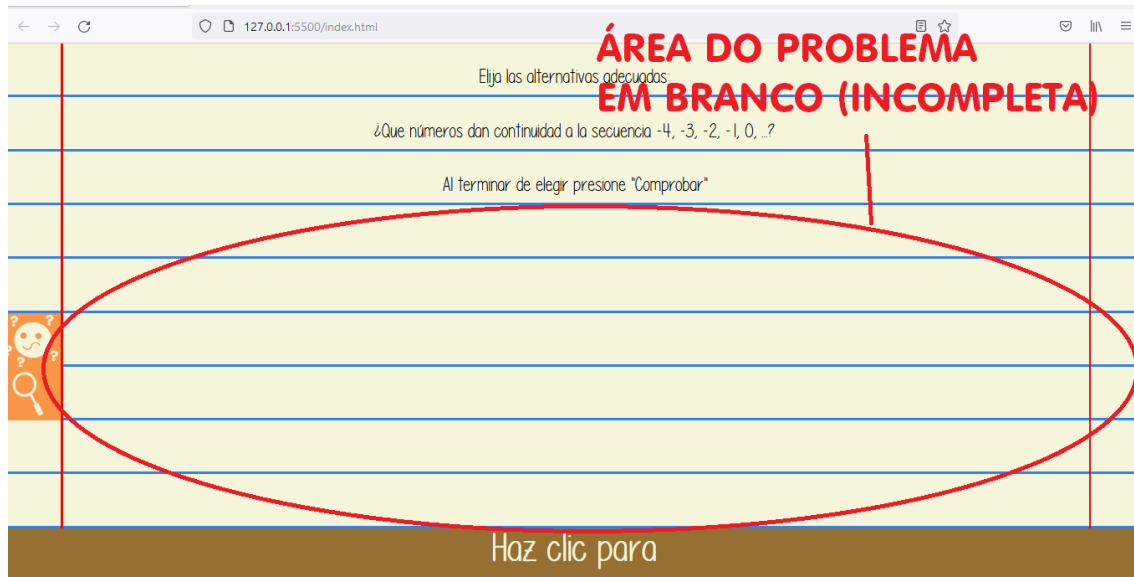 127.0.0.1:5500/index.html
ÁREA DO PROBLEMA
EM BRANCO (INCOMPLETA)
Elija las alternativas adecuadas:
¿Que números dan continuidad a la secuencia -4, -3, -2, -1, 0, ...?
Al terminar de elegir presione "Comprobar"
? ?
? ?
?
Haz clic para